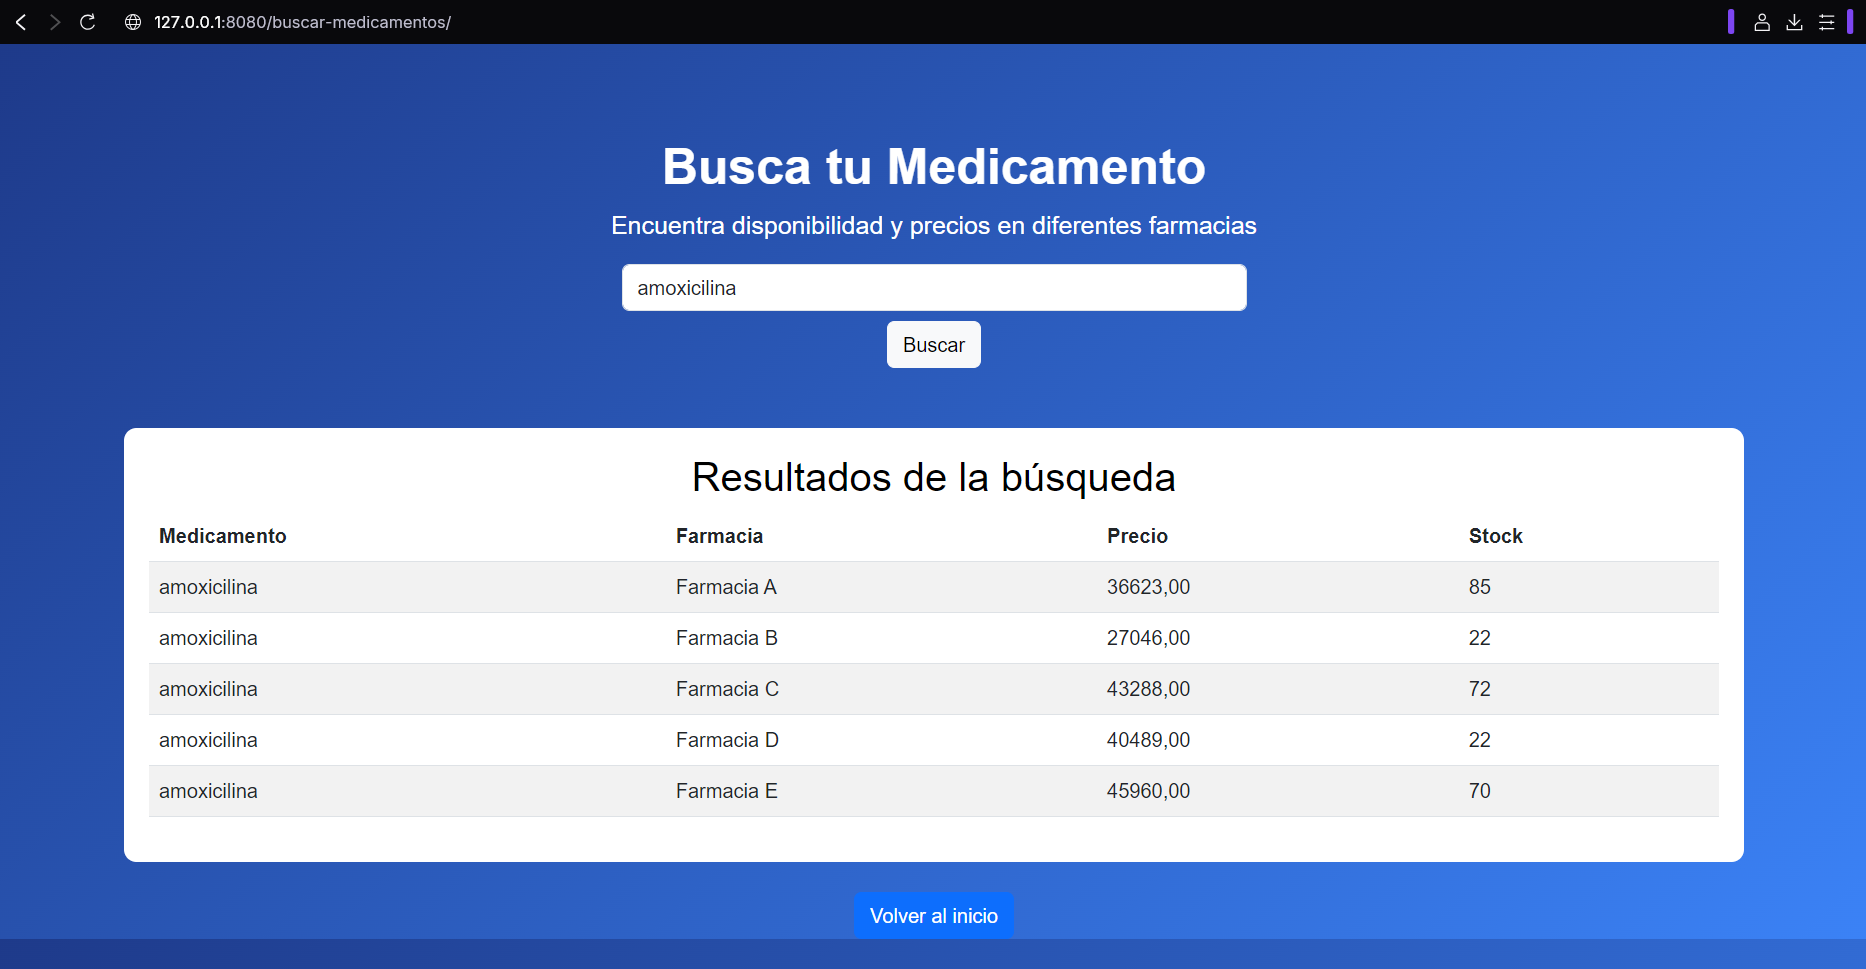 127.0.0.1:8080/buscar-medicamentos/
Busca tu Medicamento
Encuentra disponibilidad y precios en diferentes farmacias
amoxicilina
Buscar
Resultados de la búsqueda
Medicamento Farmacia Precio Stock
amoxicilina Farmacia A 36623,00 85
amoxicilina Farmacia B 27046,00 22
amoxicilina Farmacia C 43288,00 72
amoxicilina Farmacia D 40489,00 22
amoxicilina Farmacia E 45960,00 70
Volver al inicio